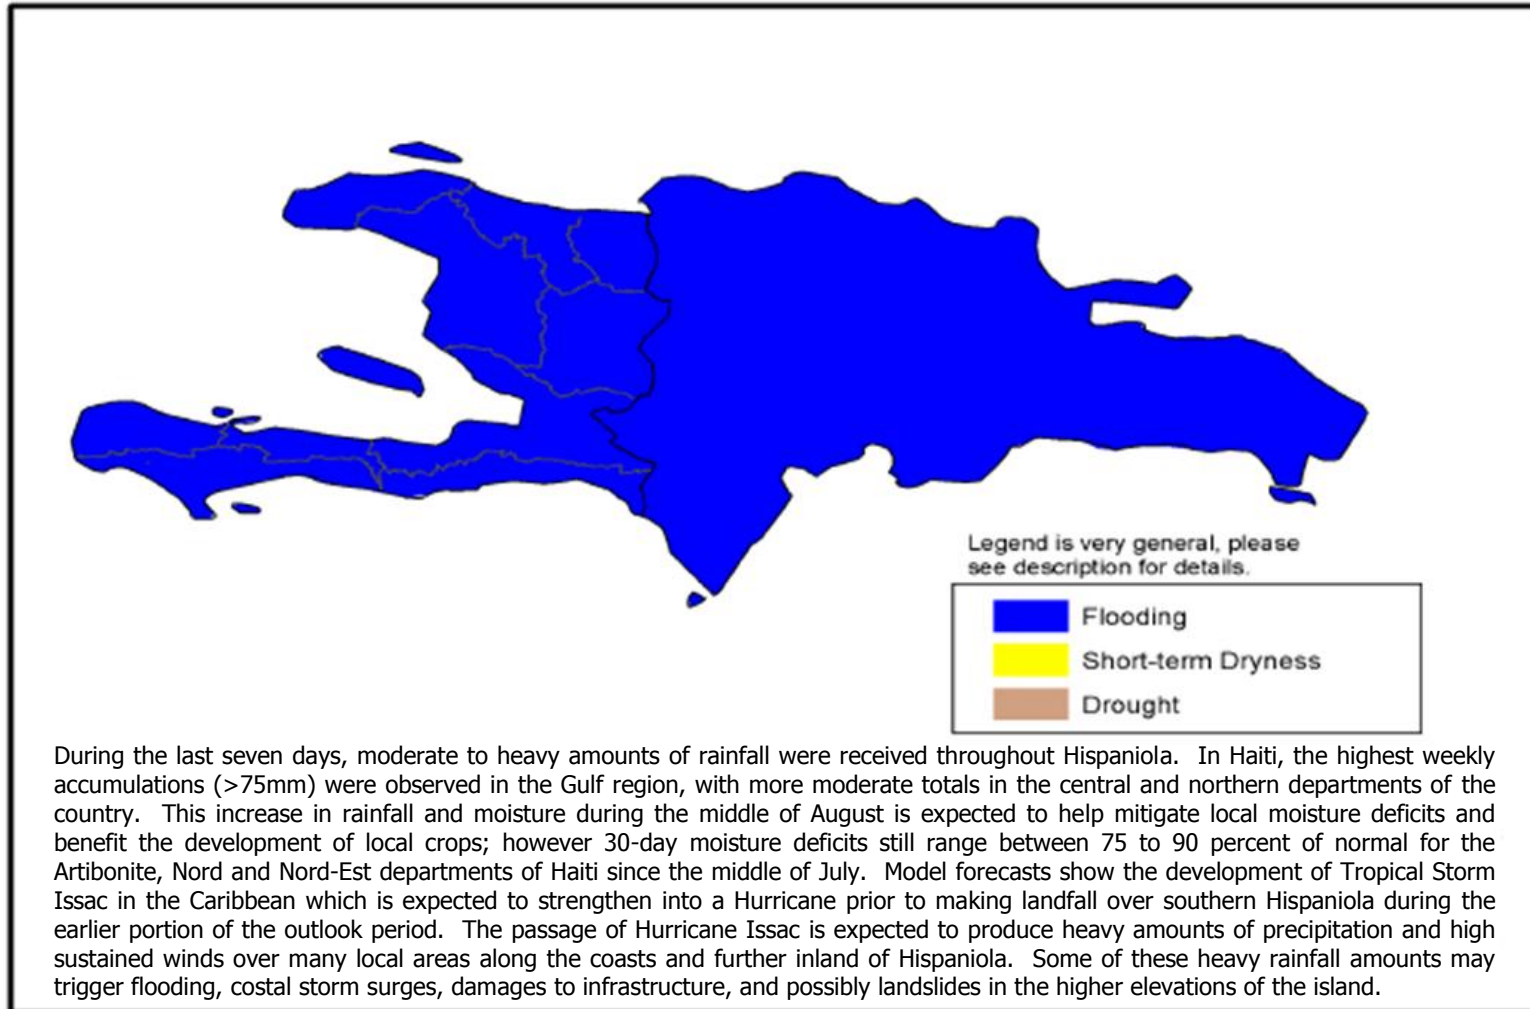 Legend is very general, please
see description for details.
Flooding
Short-term Dryness
Drought
During the last seven days, moderate to heavy amounts of rainfall were received throughout Hispaniola.  In Haiti, the highest weekly
accumulations (>75mm) were observed in the Gulf region, with more moderate totals in the central and northern departments of the
country.  This increase in rainfall and moisture during the middle of August is expected to help mitigate local moisture deficits and
benefit the development of local crops; however 30-day moisture deficits still range between 75 to 90 percent of normal for the
Artibonite, Nord and Nord-Est departments of Haiti since the middle of July.  Model forecasts show the development of Tropical Storm
Issac in the Caribbean which is expected to strengthen into a Hurricane prior to making landfall over southern Hispaniola during the
earlier portion of the outlook period.  The passage of Hurricane Issac is expected to produce heavy amounts of precipitation and high
sustained winds over many local areas along the coasts and further inland of Hispaniola.  Some of these heavy rainfall amounts may
trigger flooding, costal storm surges, damages to infrastructure, and possibly landslides in the higher elevations of the island.